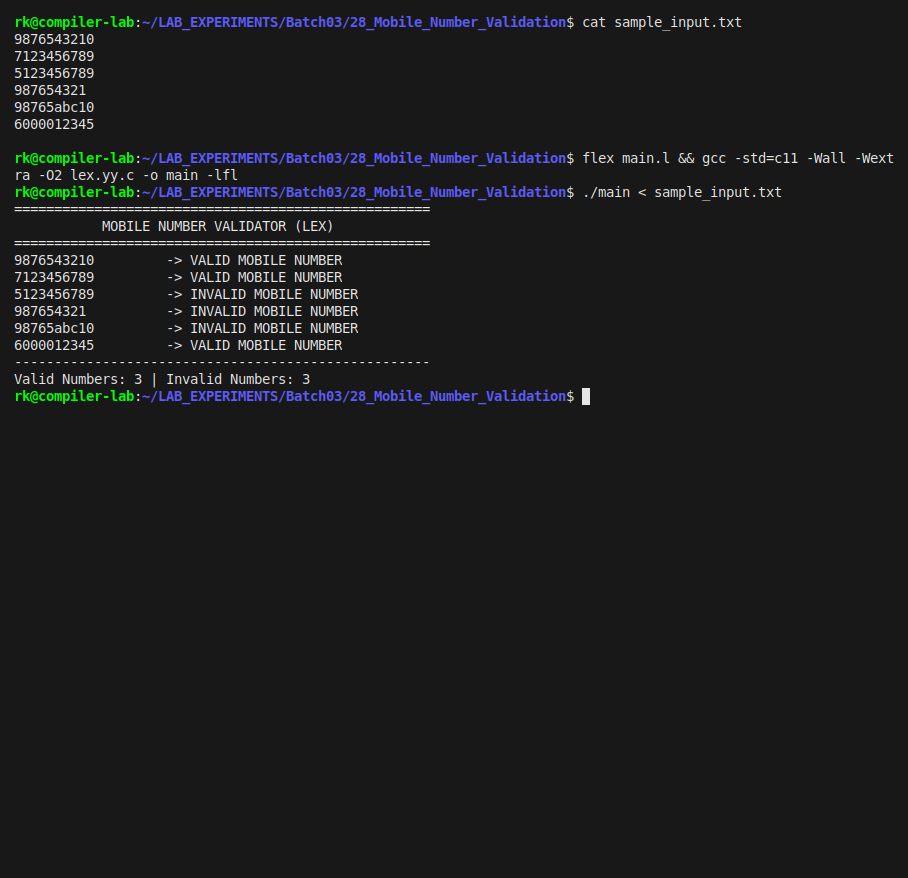 rk@compiler-lab:~/LAB_EXPERIMENTS/Batch03/28_Mobile_Number_Validation$ cat sample_input.txt
9876543210
7123456789
5123456789
987654321
98765abc10
6000012345
rk@compiler-lab:~/LAB_EXPERIMENTS/Batch03/28_Mobile_Number_Validation$ flex main.l && gcc -std=c11 -Wall -Wext
ra -O2 lex.yy.c -o main -lfl
rk@compiler-lab:~/LAB_EXPERIMENTS/Batch03/28_Mobile_Number_Validation$ ./main < sample_input.txt
====================================================
           MOBILE NUMBER VALIDATOR (LEX)
====================================================
9876543210         -> VALID MOBILE NUMBER
7123456789         -> VALID MOBILE NUMBER
5123456789         -> INVALID MOBILE NUMBER
987654321          -> INVALID MOBILE NUMBER
98765abc10         -> INVALID MOBILE NUMBER
6000012345         -> VALID MOBILE NUMBER
----------------------------------------------------
Valid Numbers: 3 | Invalid Numbers: 3
rk@compiler-lab:~/LAB_EXPERIMENTS/Batch03/28_Mobile_Number_Validation$